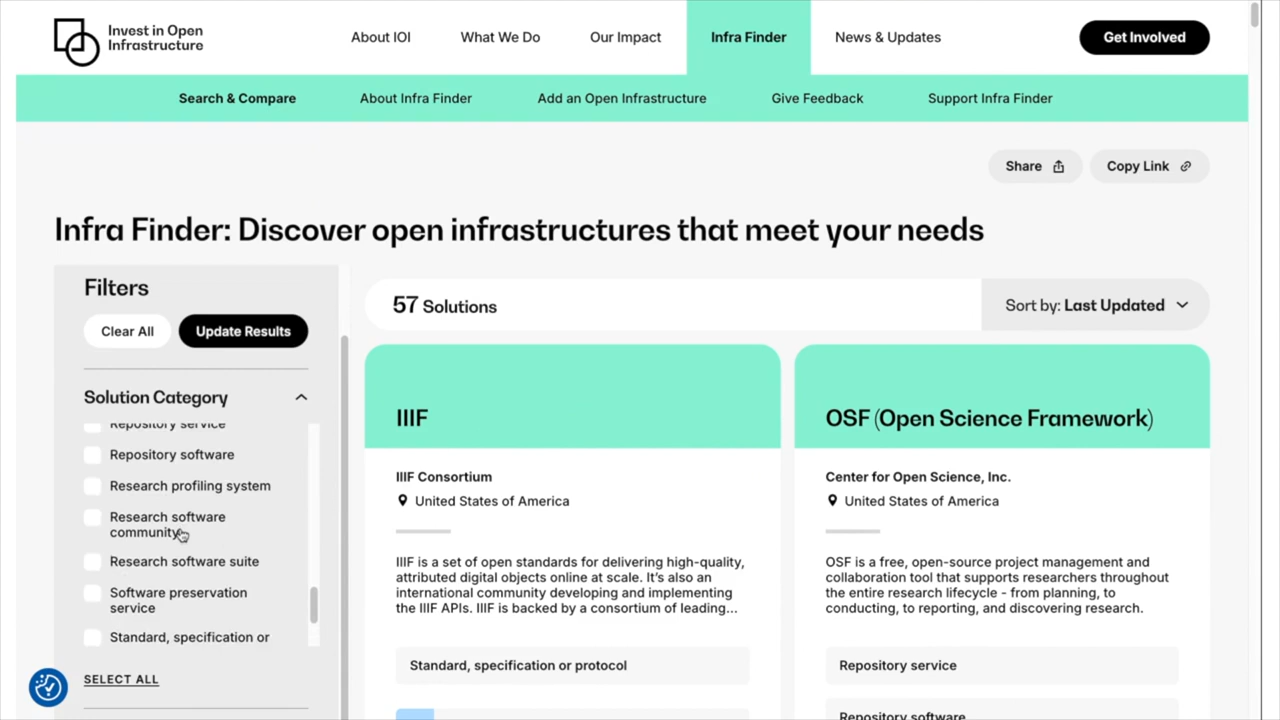 Invest in Open
Infrastructure
About IOI
What We Do
Our Impact
Infra Finder
News & Updates
Get Involved
Search & Compare
About Infra Finder
Add an Open Infrastructure
Give Feedback
Support Infra Finder
Share
Copy Link
Infra Finder: Discover open infrastructures that meet your needs
Filters
Clear All
Update Results
Solution Category
Repository service
Repository software
Research profiling system
Research software
community
Research software suite
Software preservation
service
Standard, specification or
SELECT ALL
57 Solutions
Sort by: Last Updated
IIIF
IIIF Consortium
United States of America
IIIF is a set of open standards for delivering high-quality,
attributed digital objects online at scale. It's also an
international community developing and implementing
the IIIF APIs. IIIF is backed by a consortium of leading...
Standard, specification or protocol
OSF (Open Science Framework)
Center for Open Science, Inc.
United States of America
OSF is a free, open-source project management and
collaboration tool that supports researchers throughout
the entire research lifecycle - from planning, to
conducting, to reporting, and discovering research.
Repository service
Repository software